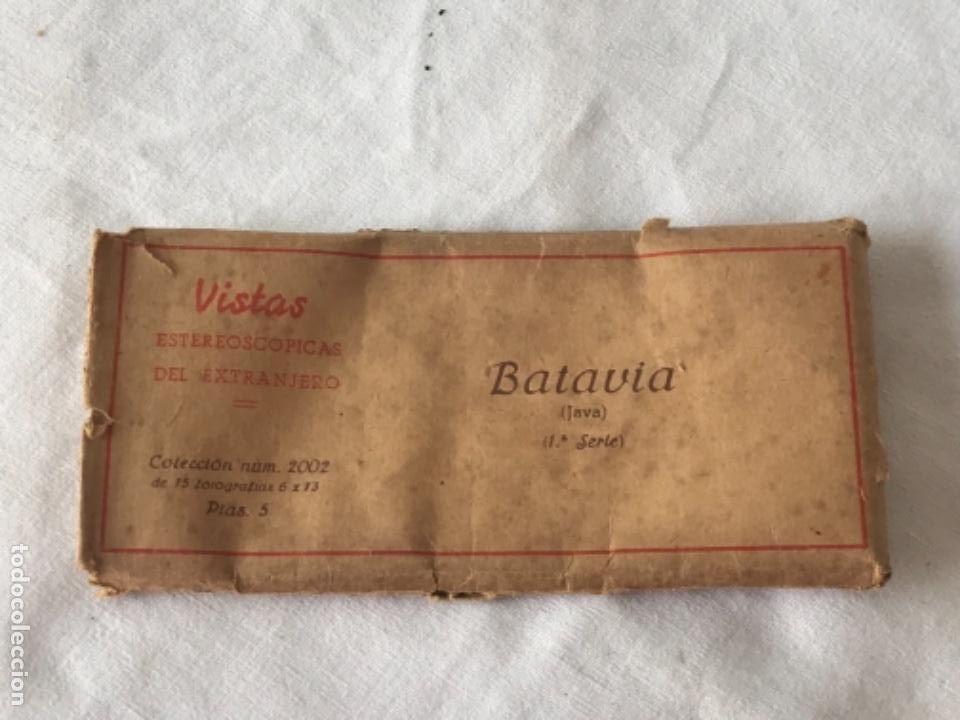 Vistas
ESTEREOSCOPICAS
DEL EXTRANJERO
Colección núm. 2002
de 15 fotografías 6 x 13
Ptas. 5
Batavia
(Java)
(1.ª Serie)
todocoleccion